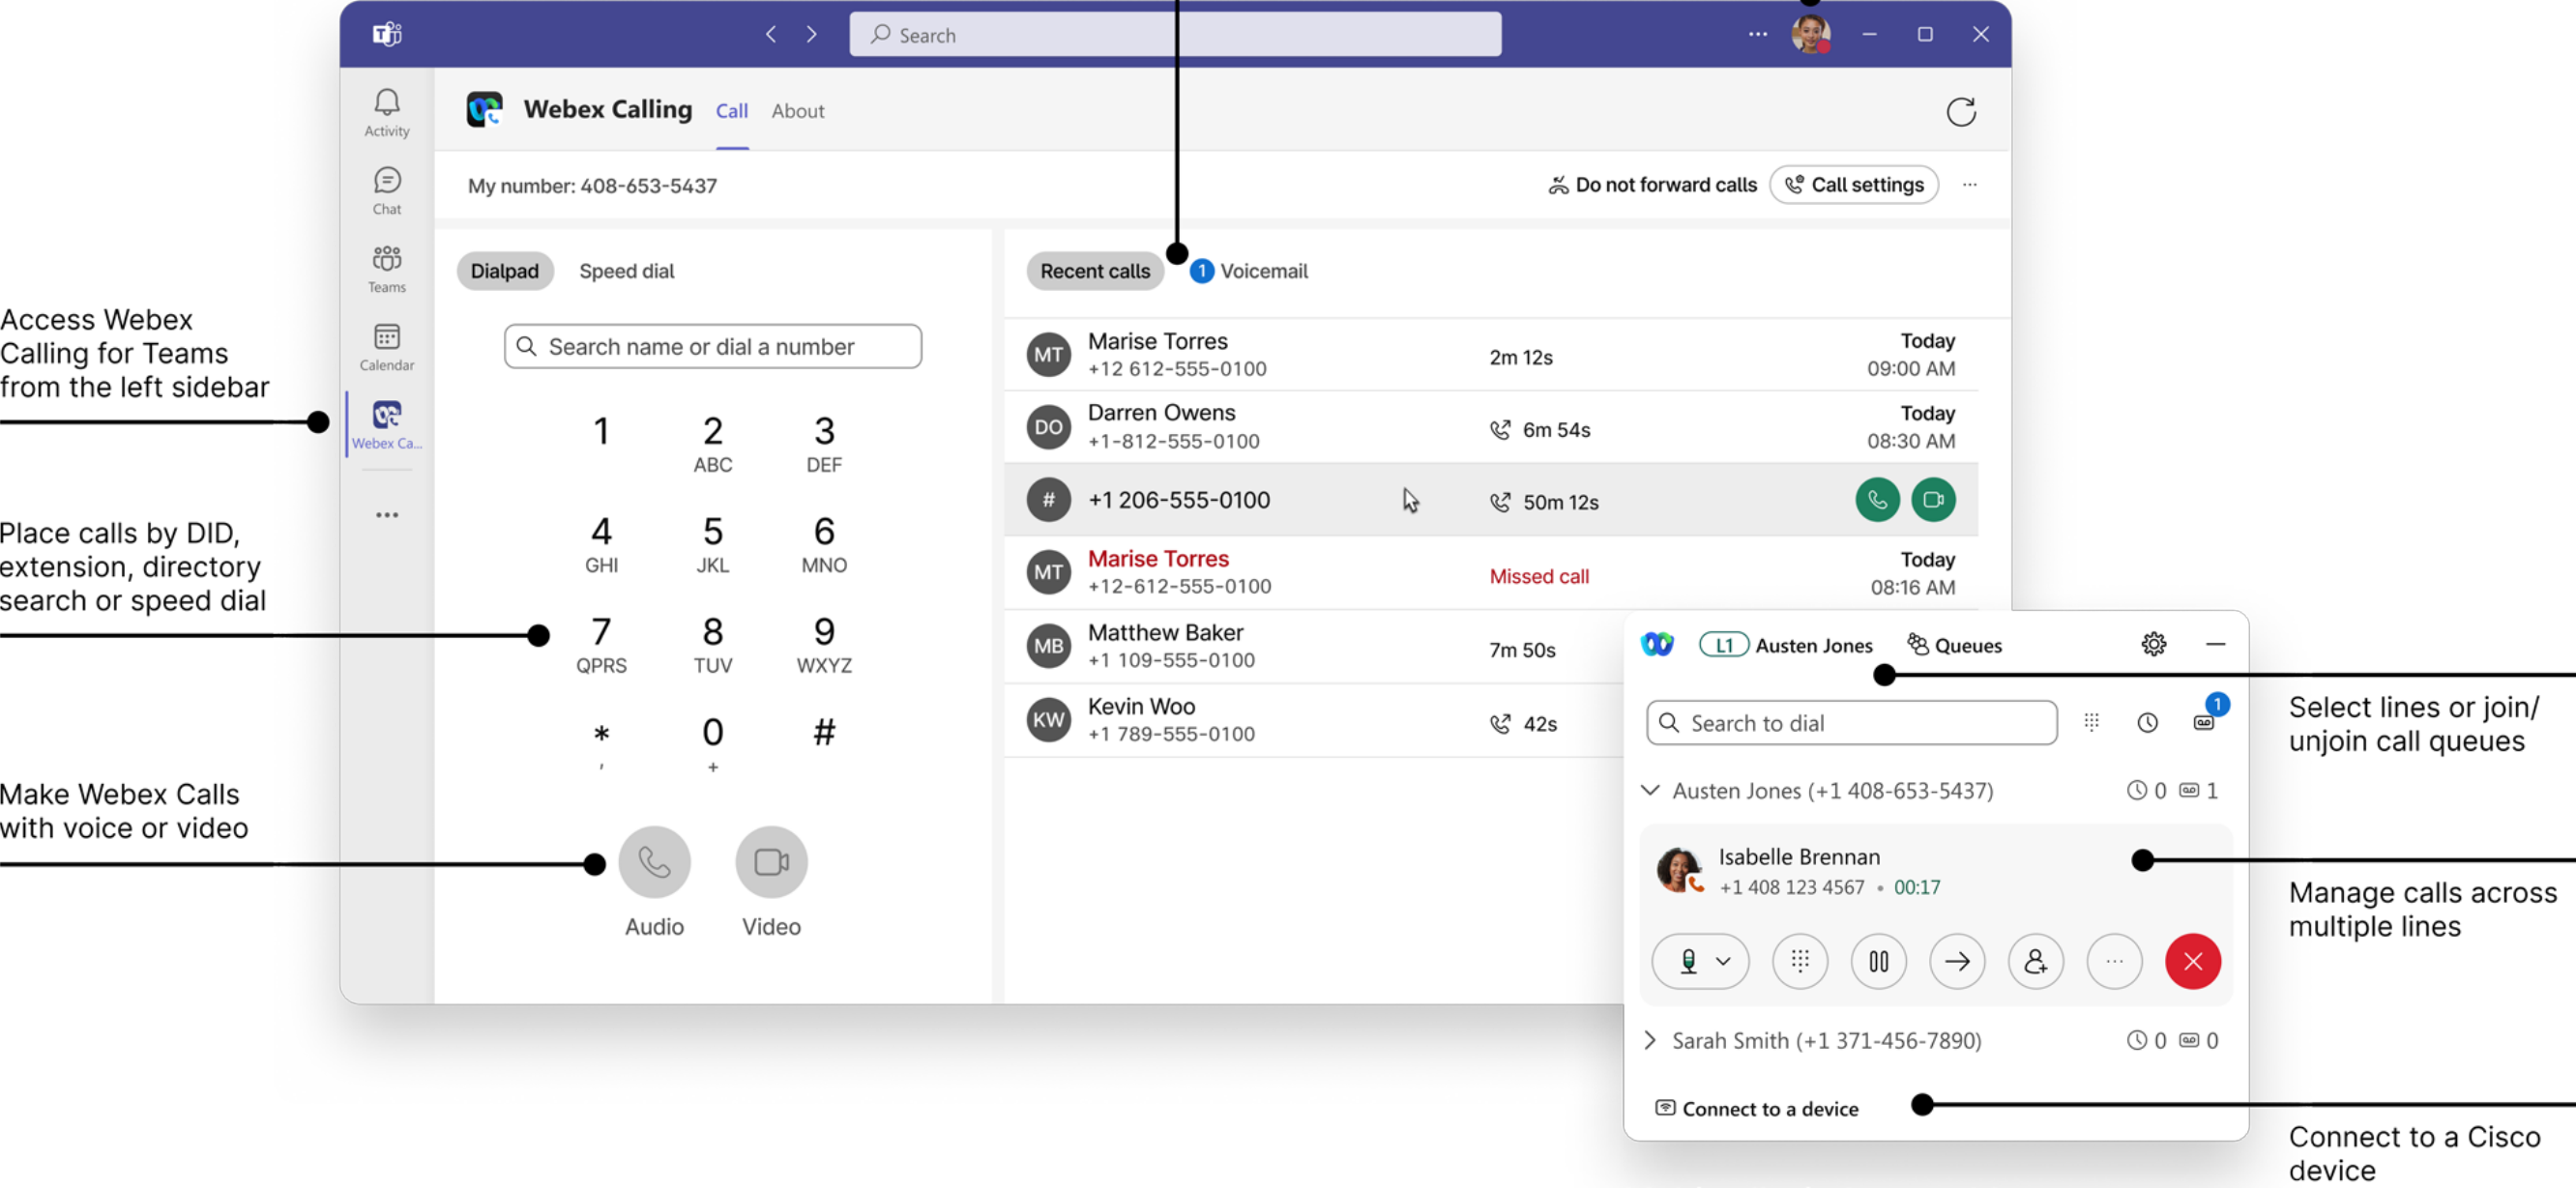 Search
Activity
Chat
Teams
Calendar
Webex Ca...
Webex Calling
Call
About
My number: 408-653-5437
Do not forward calls
Call settings
Dialpad
Speed dial
Search name or dial a number
1
2
ABC
3
DEF
4
GHI
5
JKL
6
MNO
7
QPRS
8
TUV
9
WXYZ
*
,
0
+
#
Audio
Video
Recent calls
1 Voicemail
MT
Marise Torres
+12 612-555-0100
2m 12s
Today
09:00 AM
DO
Darren Owens
+1-812-555-0100
6m 54s
Today
08:30 AM
#
+1 206-555-0100
50m 12s
MT
Marise Torres
+12-612-555-0100
Missed call
Today
08:16 AM
MB
Matthew Baker
+1 109-555-0100
7m 50s
KW
Kevin Woo
+1 789-555-0100
42s
L1 Austen Jones
Queues
Search to dial
1
Austen Jones (+1 408-653-5437)
0
1
Isabelle Brennan
+1 408 123 4567 • 00:17
Sarah Smith (+1 371-456-7890)
0
0
Connect to a device
Access Webex
Calling for Teams
from the left sidebar
Place calls by DID,
extension, directory
search or speed dial
Make Webex Calls
with voice or video
Select lines or join/
unjoin call queues
Manage calls across
multiple lines
Connect to a Cisco
device